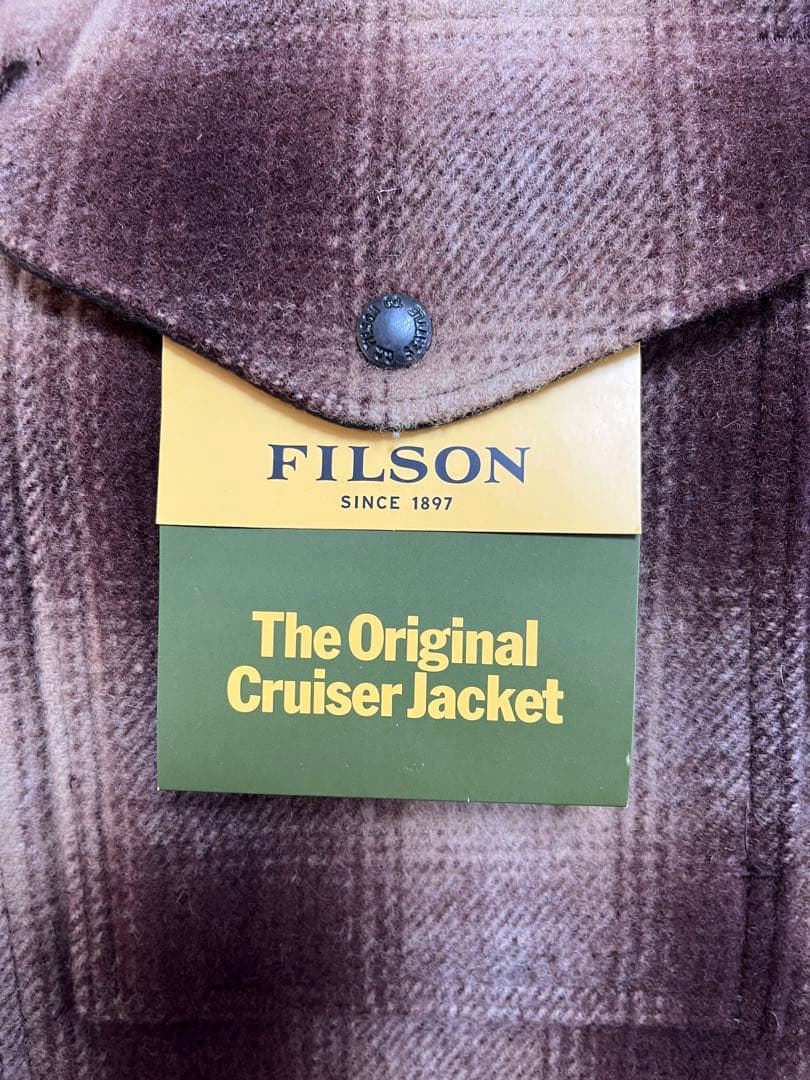 FILSON
SINCE 1897
The Original
Cruiser Jacket